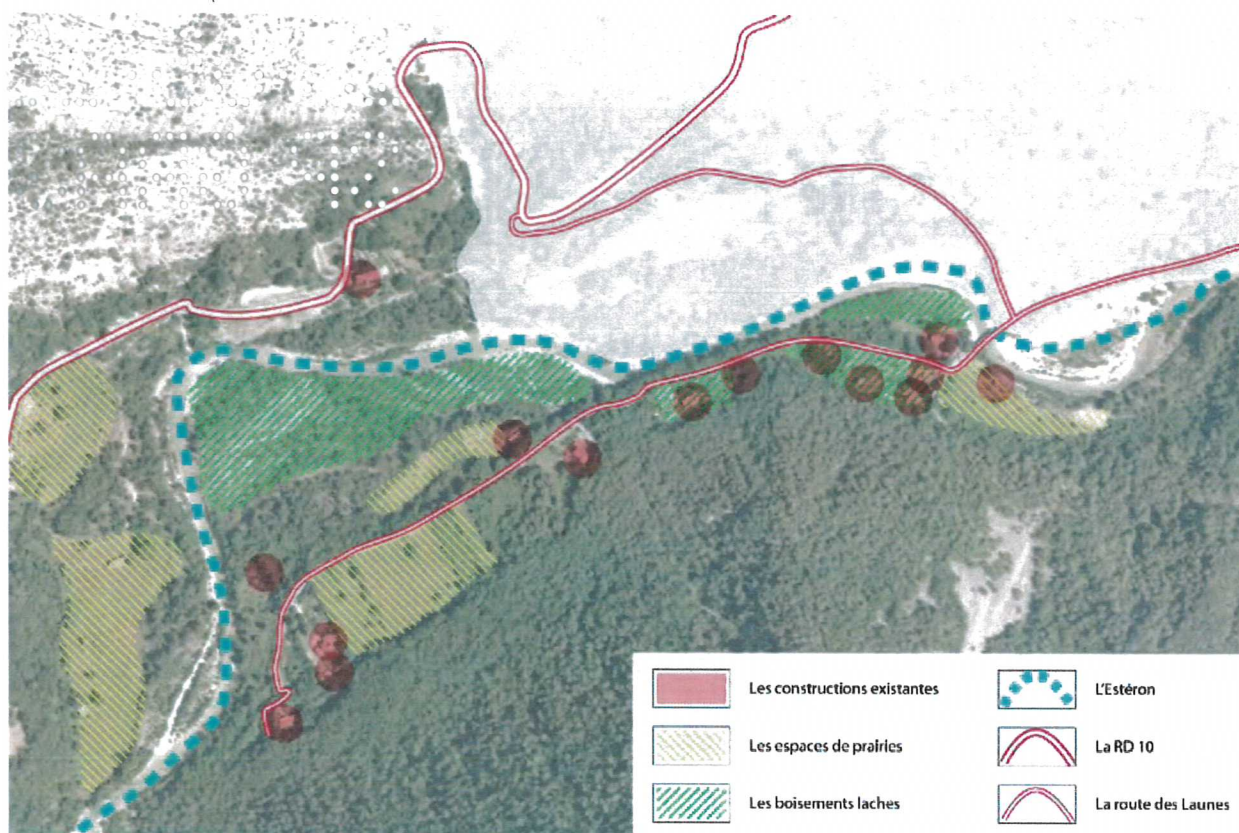 Les constructions existantes
L'Estéron
Les espaces de prairies
La RD 10
Les boisements laches
La route des Launes